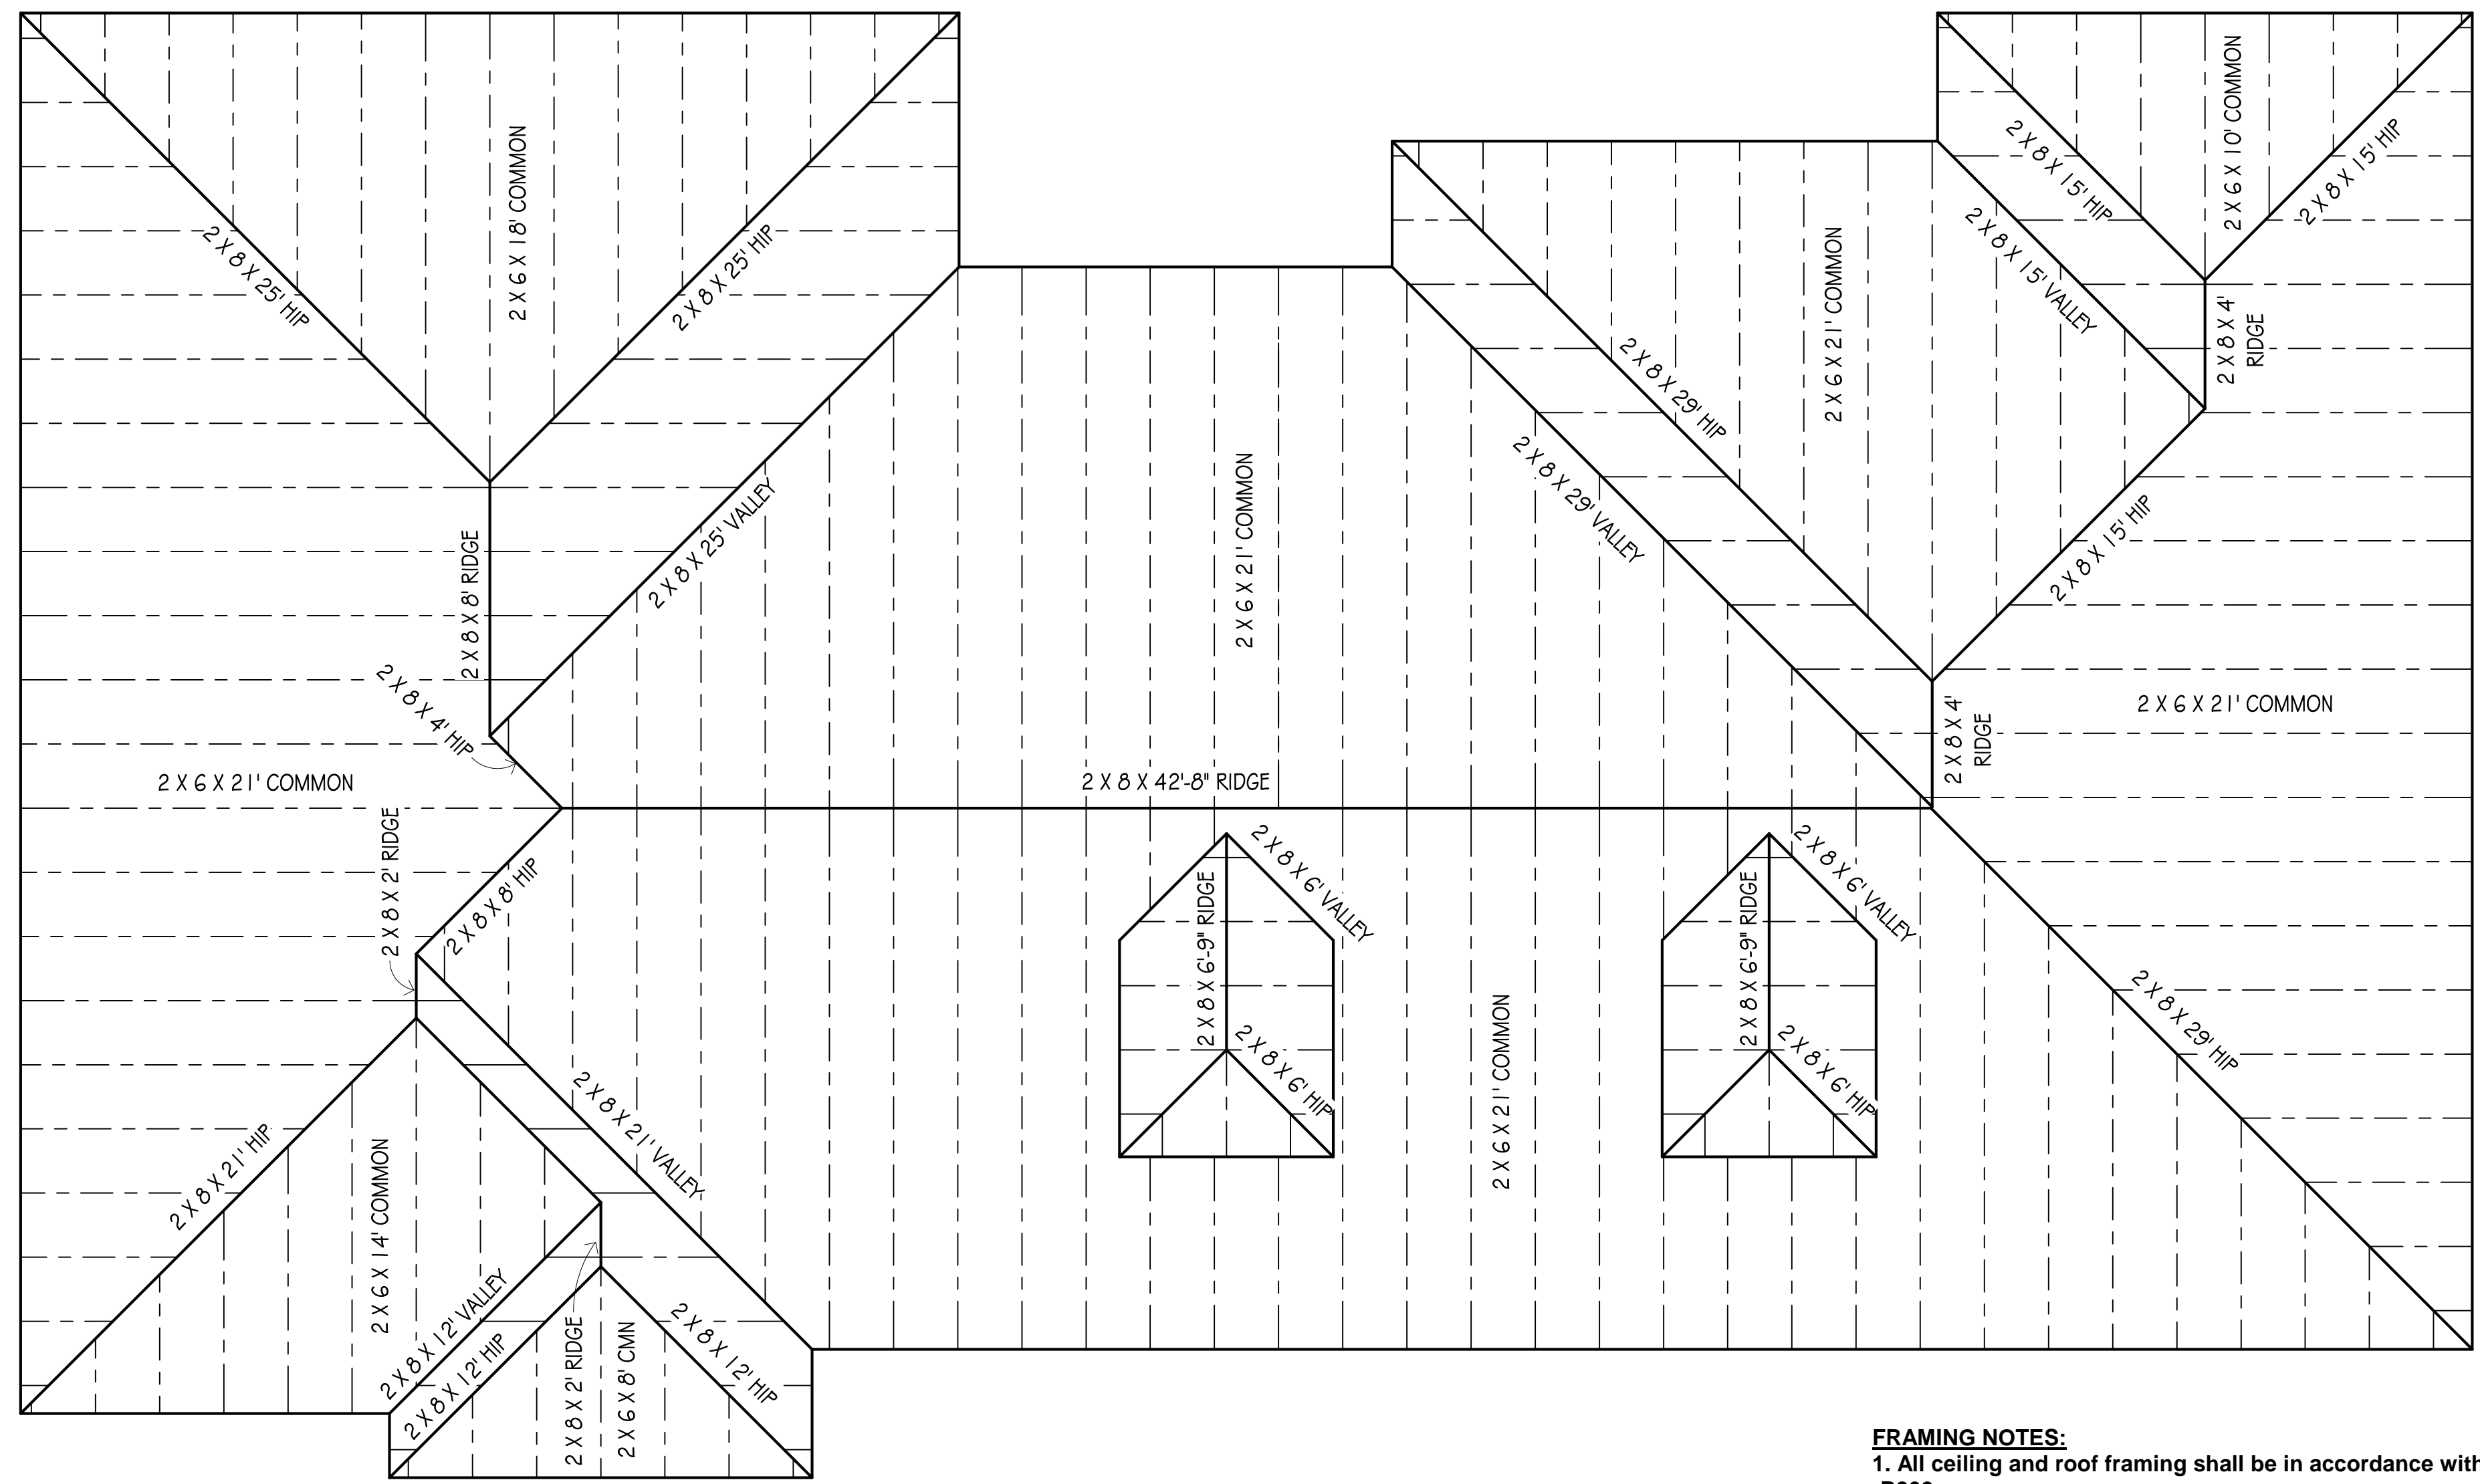 2 X 6 X 18' COMMON
2 X 8 X 25' HIP
2 X 8 X 25' HIP
2 X 6 X 10' COMMON
2 X 8 X 15' HIP
2 X 8 X 15' HIP
2 X 8 X 15' VALLEY
2 X 6 X 21' COMMON
2 X 8 X 4'
RIDGE
2 X 8 X 29' HIP
2 X 8 X 29' VALLEY
2 X 6 X 21' COMMON
2 X 8 X 25' VALLEY
2 X 8 X 8' RIDGE
2 X 8 X 15' HIP
2 X 8 X 4' HIP
2 X 6 X 21' COMMON
2 X 8 X 4'
RIDGE
2 X 6 X 21' COMMON
2 X 8 X 42'-8" RIDGE
2 X 8 X 2' RIDGE
2 X 8 X 8' HIP
2 X 8 X 6' VALLEY
2 X 8 X 6'-9" RIDGE
2 X 8 X 6' HIP
2 X 8 X 6' VALLEY
2 X 8 X 6'-9" RIDGE
2 X 8 X 6' HIP
2 X 6 X 21' COMMON
2 X 8 X 29' HIP
2 X 8 X 21' VALLEY
2 X 8 X 21' HIP
2 X 6 X 14' COMMON
2 X 8 X 12' VALLEY
2 X 8 X 12' HIP
2 X 8 X 2' RIDGE
2 X 6 X 8' CMN
2 X 8 X 12' HIP
FRAMING NOTES:
1. All ceiling and roof framing shall be in accordance with